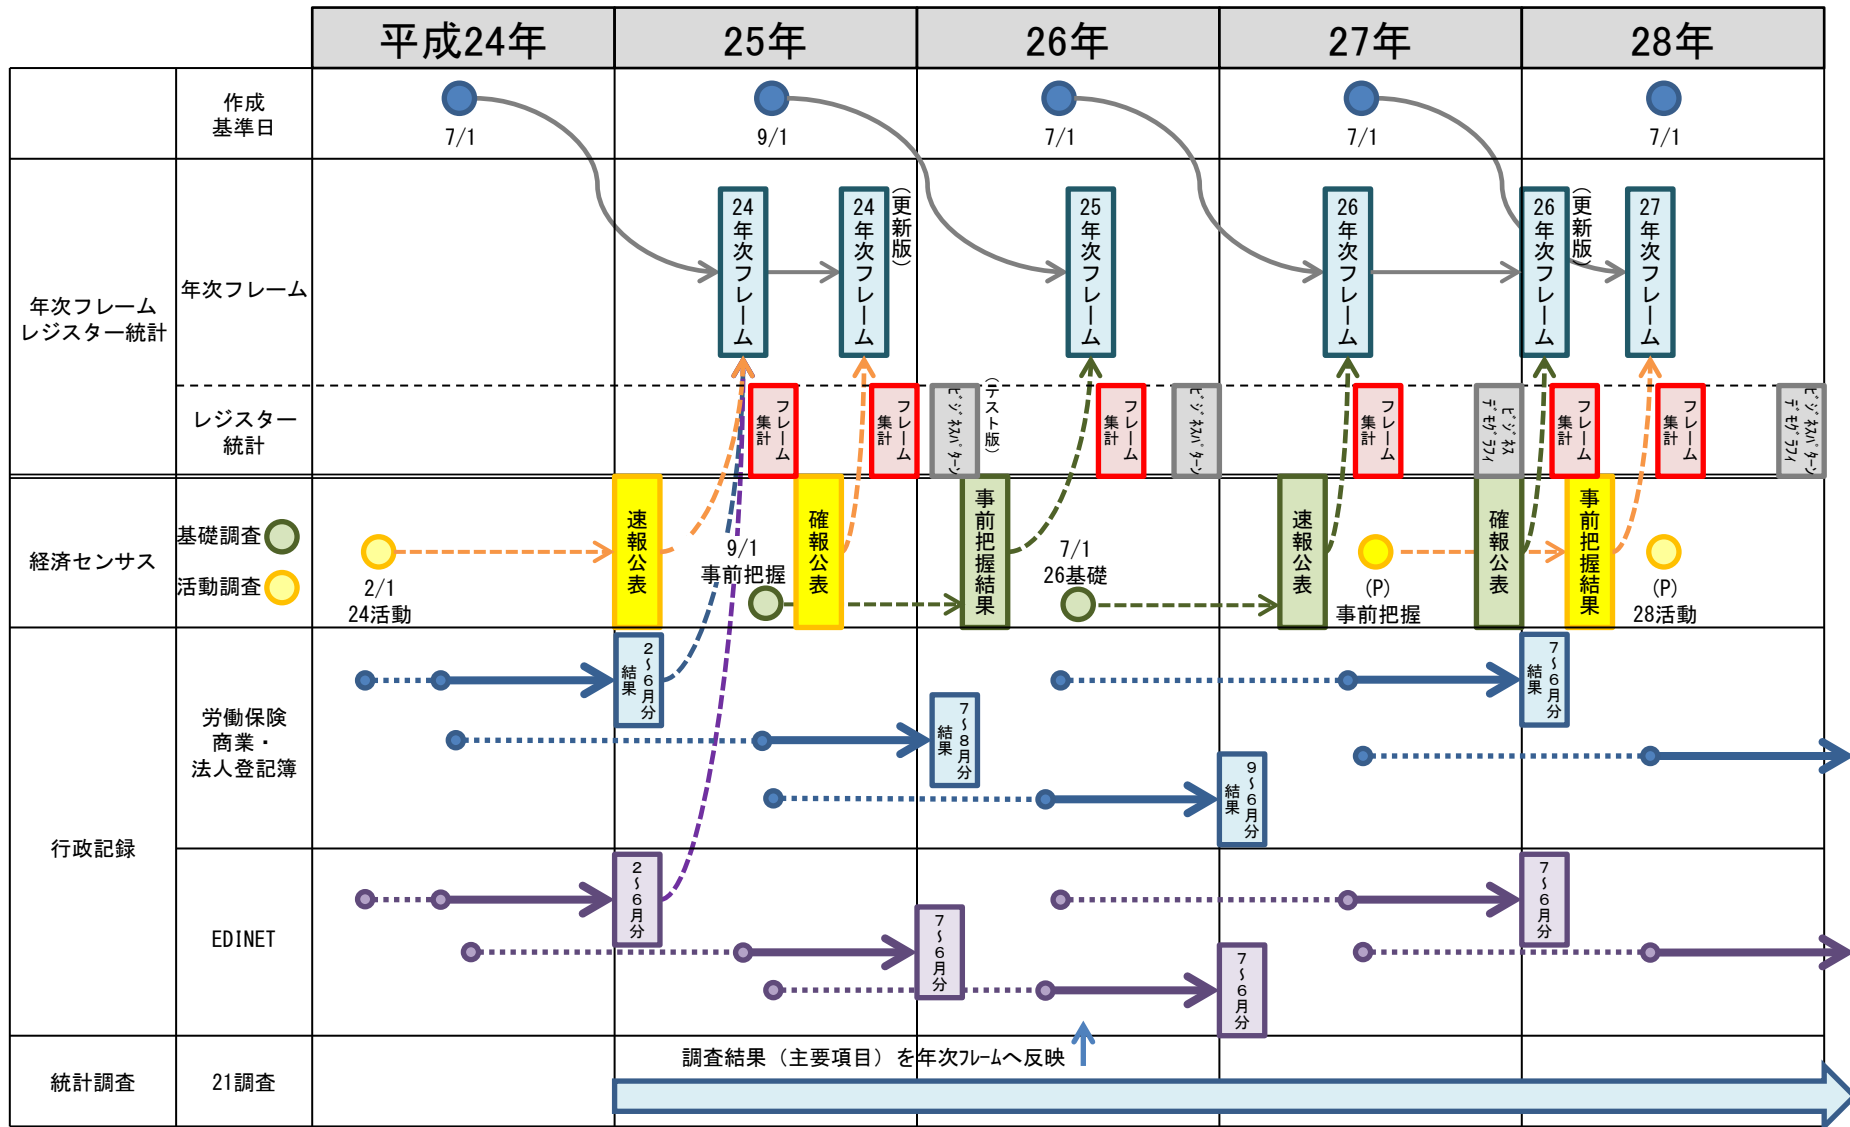 平成24年
25年
26年
27年
28年
作成
基準日
7/1
9/1
7/1
7/1
7/1
年次フレーム
レジスター統計
年次フレーム
24年次フレーム
24年次フレーム
（更新版）
25年次フレーム
26年次フレーム
26年次フレーム
（更新版）
27年次フレーム
レジスター
統計
フレーム
集計
フレーム
集計
ﾋﾞｼﾞﾈｽﾊﾟﾀｰﾝ
（テスト版）
フレーム
集計
ﾋﾞｼﾞﾈｽﾊﾟﾀｰﾝ
フレーム
集計
ﾋﾞｼﾞﾈｽ
ﾃﾞﾓｸﾞﾗﾌｨ
フレーム
集計
フレーム
集計
ﾋﾞｼﾞﾈｽﾊﾟﾀｰﾝ
ﾃﾞﾓｸﾞﾗﾌｨ
経済センサス
基礎調査
活動調査
2/1
24活動
速報公表
9/1
事前把握
確報公表
事前把握結果
7/1
26基礎
速報公表
(P)
事前把握
確報公表
事前把握結果
(P)
28活動
行政記録
労働保険
商業・
法人登記簿
2～6月分
結果
7～8月分
結果
9～6月分
結果
7～6月分
結果
EDINET
2～6月分
7～6月分
7～6月分
7～6月分
統計調査
21調査
調査結果（主要項目）を年次ﾌﾚｰﾑへ反映